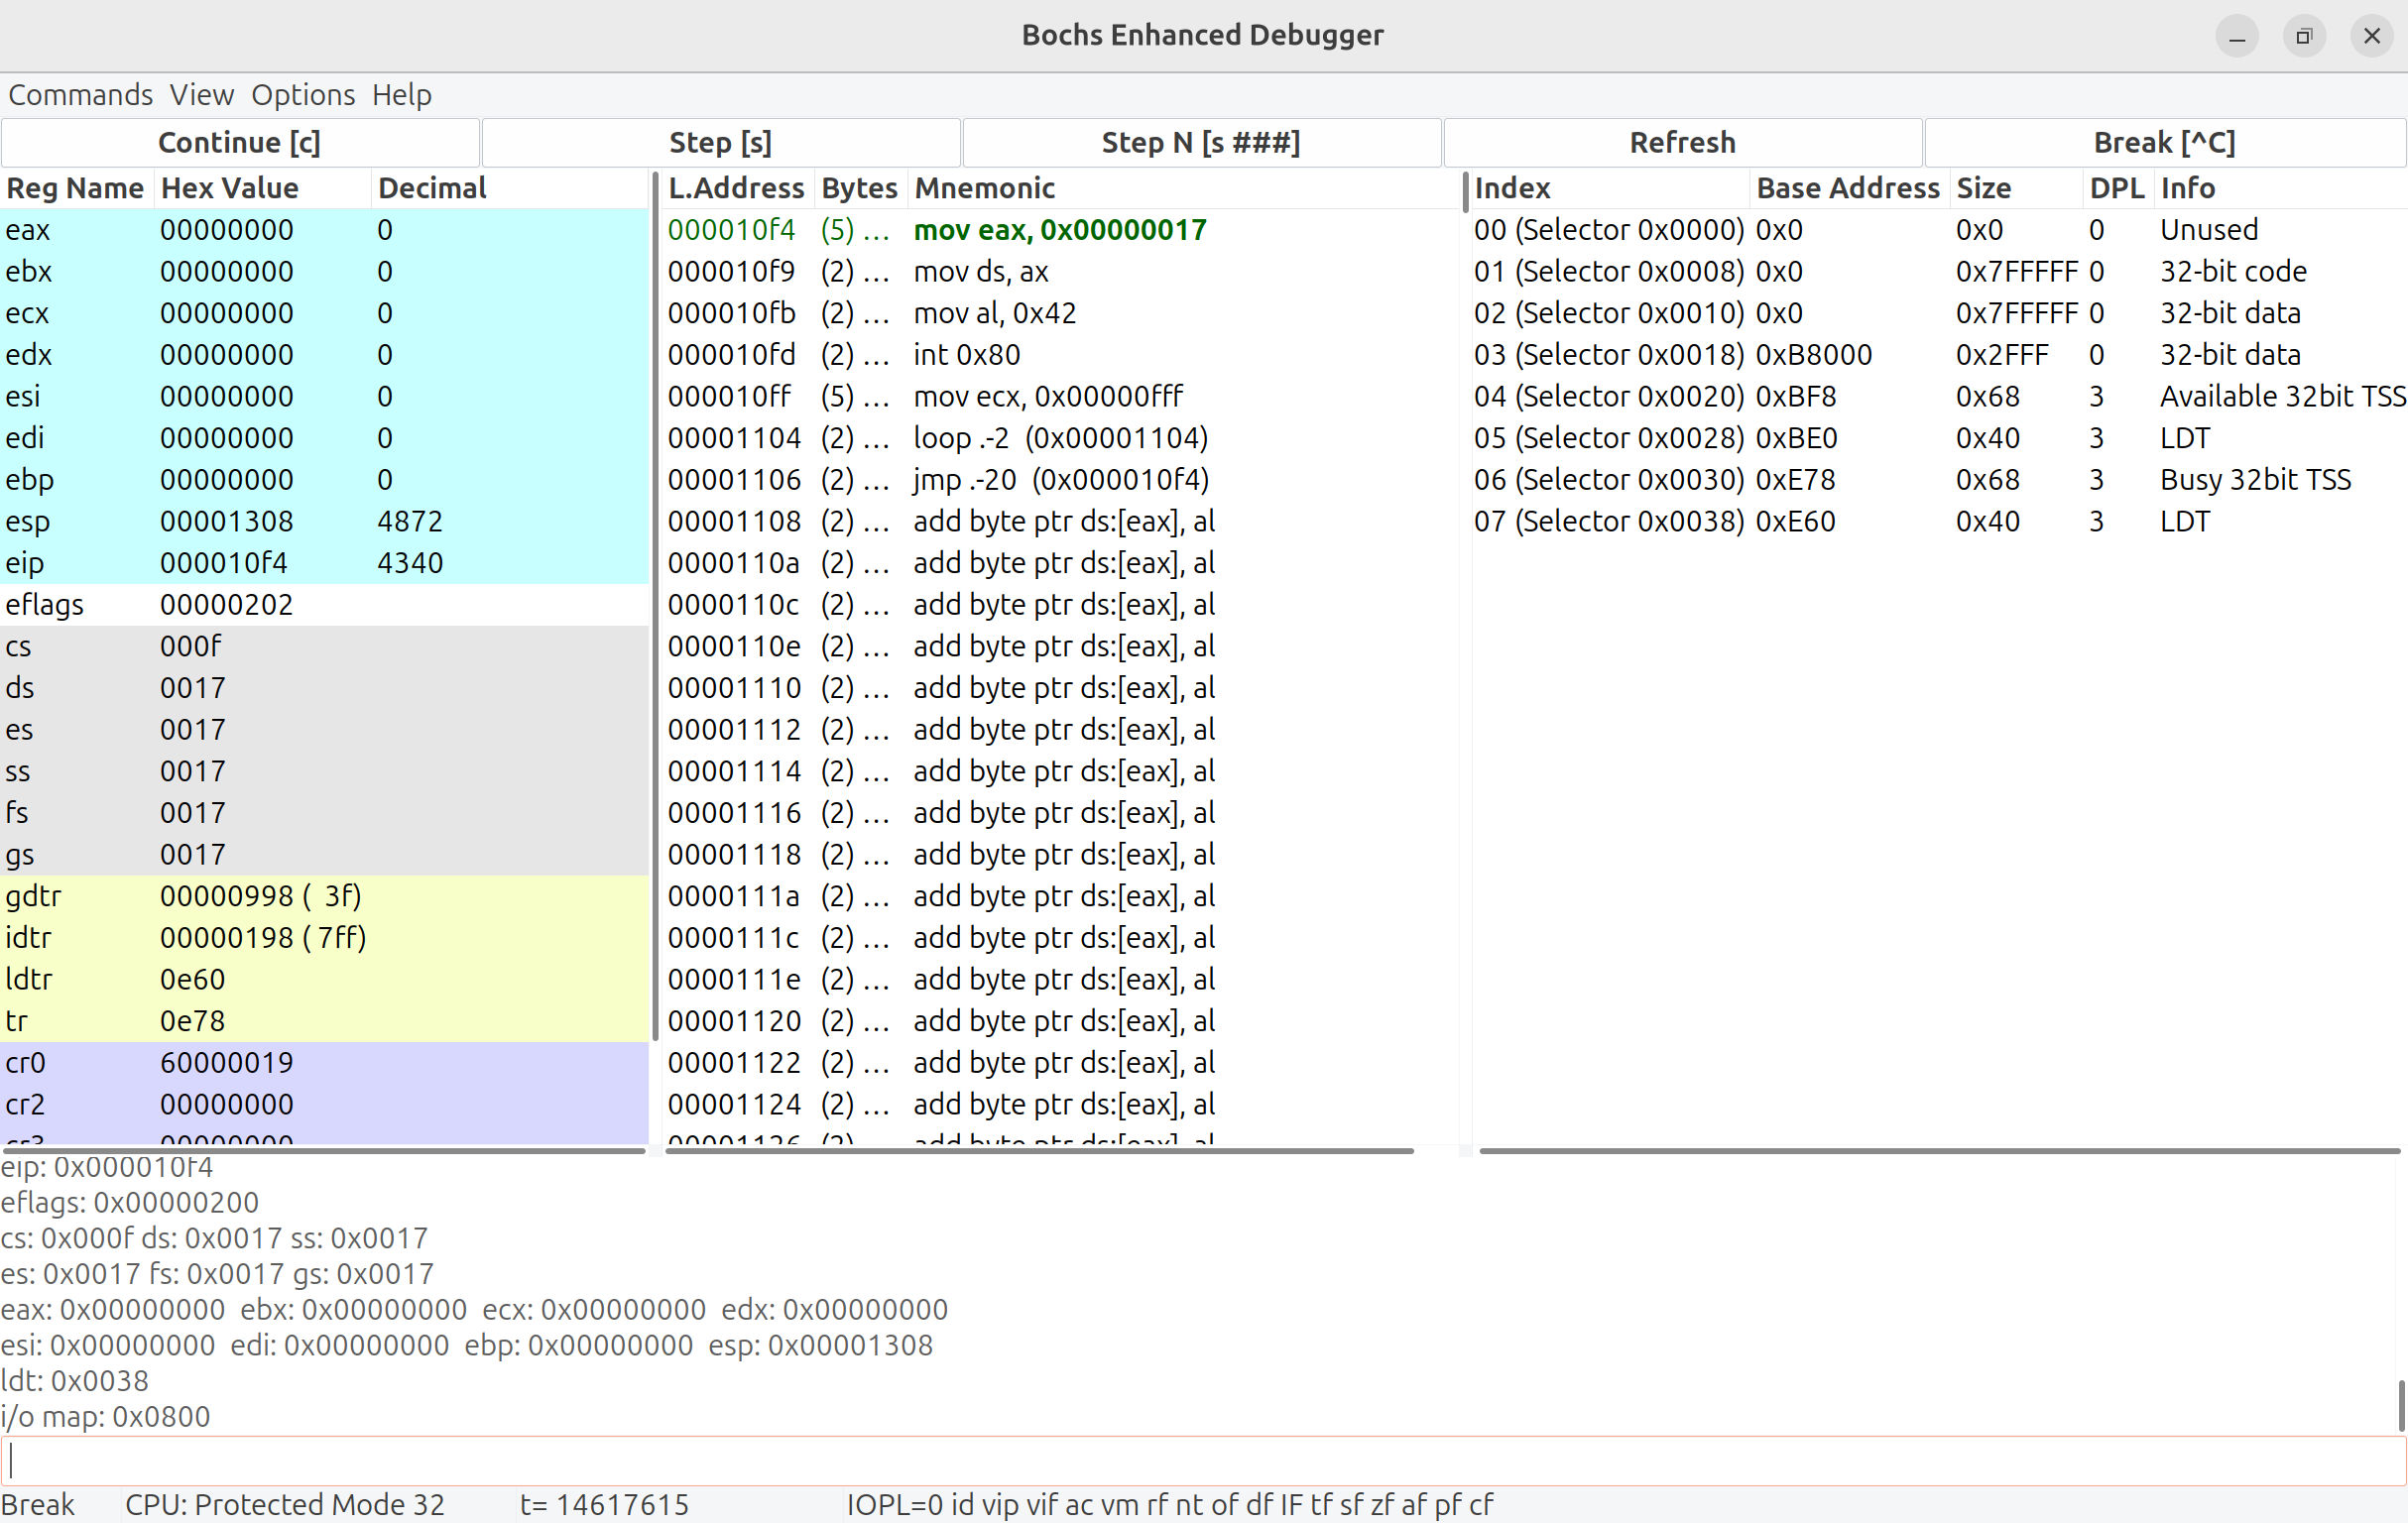 Bochs Enhanced Debugger
Commands View Options Help
Continue [c] Step [s] Step N [s ###] Refresh Break [^C]
Reg Name Hex Value Decimal L.Address Bytes Mnemonic Index Base Address Size DPL Info
eax 00000000 0 000010f4 (5) ... mov eax, 0x00000017 00 (Selector 0x0000) 0x0 0x0 0 Unused
ebx 00000000 0 000010f9 (2) ... mov ds, ax 01 (Selector 0x0008) 0x0 0x7FFFFF 0 32-bit code
ecx 00000000 0 000010fb (2) ... mov al, 0x42 02 (Selector 0x0010) 0x0 0x7FFFFF 0 32-bit data
edx 00000000 0 000010fd (2) ... int 0x80 03 (Selector 0x0018) 0xB8000 0x2FFF 0 32-bit data
esi 00000000 0 000010ff (5) ... mov ecx, 0x00000fff 04 (Selector 0x0020) 0xBF8 0x68 3 Available 32bit TSS
edi 00000000 0 00001104 (2) ... loop .-2 (0x00001104) 05 (Selector 0x0028) 0xBE0 0x40 3 LDT
ebp 00000000 0 00001106 (2) ... jmp .-20 (0x000010f4) 06 (Selector 0x0030) 0xE78 0x68 3 Busy 32bit TSS
esp 00001308 4872 00001108 (2) ... add byte ptr ds:[eax], al 07 (Selector 0x0038) 0xE60 0x40 3 LDT
eip 000010f4 4340 0000110a (2) ... add byte ptr ds:[eax], al
eflags 00000202 0000110c (2) ... add byte ptr ds:[eax], al
cs 000f 0000110e (2) ... add byte ptr ds:[eax], al
ds 0017 00001110 (2) ... add byte ptr ds:[eax], al
es 0017 00001112 (2) ... add byte ptr ds:[eax], al
ss 0017 00001114 (2) ... add byte ptr ds:[eax], al
fs 0017 00001116 (2) ... add byte ptr ds:[eax], al
gs 0017 00001118 (2) ... add byte ptr ds:[eax], al
gdtr 00000998 ( 3f) 0000111a (2) ... add byte ptr ds:[eax], al
idtr 00000198 ( 7ff) 0000111c (2) ... add byte ptr ds:[eax], al
ldtr 0e60 0000111e (2) ... add byte ptr ds:[eax], al
tr 0e78 00001120 (2) ... add byte ptr ds:[eax], al
cr0 60000019 00001122 (2) ... add byte ptr ds:[eax], al
cr2 00000000 00001124 (2) ... add byte ptr ds:[eax], al
cr3 00000000 00001126 (2) add byte ptr ds:[eax], al
eip: 0x000010f4
eflags: 0x00000200
cs: 0x000f ds: 0x0017 ss: 0x0017
es: 0x0017 fs: 0x0017 gs: 0x0017
eax: 0x00000000 ebx: 0x00000000 ecx: 0x00000000 edx: 0x00000000
esi: 0x00000000 edi: 0x00000000 ebp: 0x00000000 esp: 0x00001308
ldt: 0x0038
i/o map: 0x0800
Break CPU: Protected Mode 32 t= 14617615 IOPL=0 id vip vif ac vm rf nt of df IF tf sf zf af pf cf